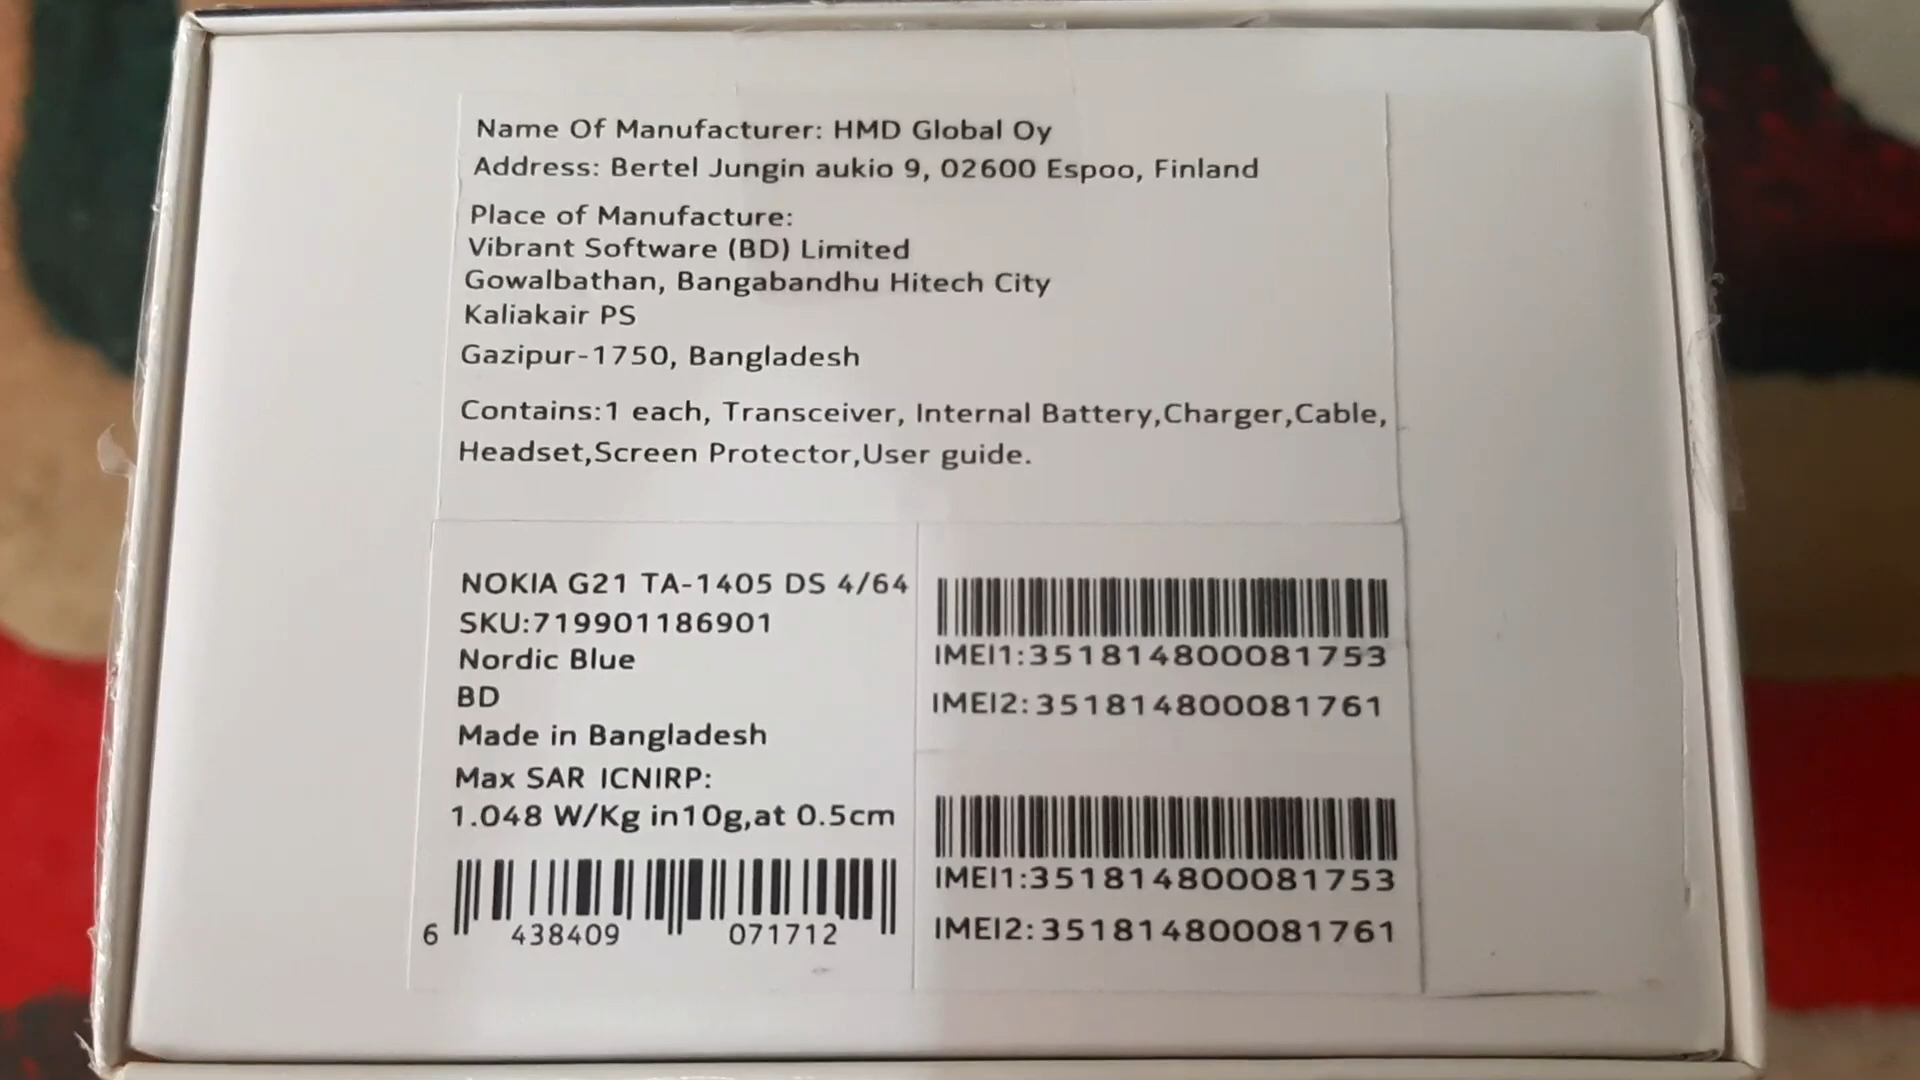 Name Of Manufacturer: HMD Global Oy
Address: Bertel Jungin aukio 9, 02600 Espoo, Finland
Place of Manufacture:
Vibrant Software (BD) Limited
Gowalbathan, Bangabandhu Hitech City
Kaliakair PS
Gazipur-1750, Bangladesh
Contains:1 each, Transceiver, Internal Battery,Charger,Cable,
Headset,Screen Protector,User guide.
NOKIA G21 TA-1405 DS 4/64
SKU:719901186901
Nordic Blue
BD
Made in Bangladesh
Max SAR ICNIRP:
1.048 W/Kg in10g,at 0.5cm
6 438409 071712
IMEI1:351814800081753
IMEI2:351814800081761
IMEI1:351814800081753
IMEI2:351814800081761